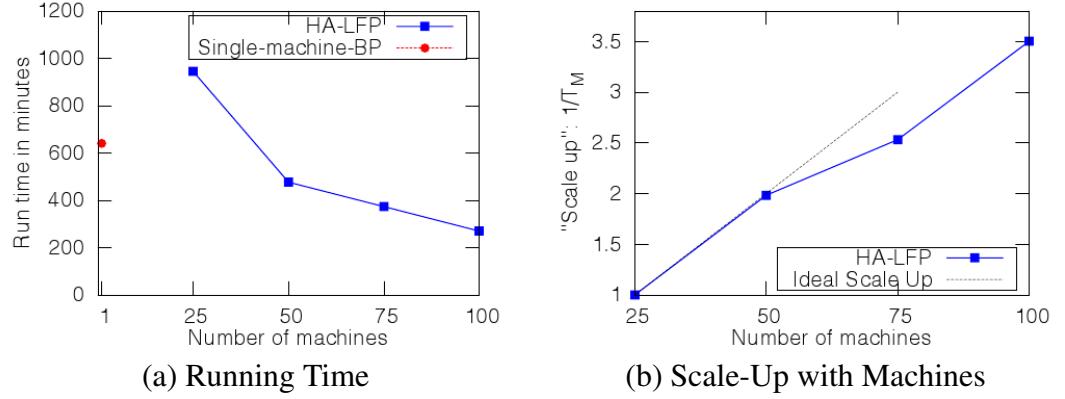 1200
1000
800
600
400
200
0
Run time in minutes
HA-LFP
Single-machine-BP
1 25 50 75 100
Number of machines
(a) Running Time
3.5
3
2.5
2
1.5
1
"Scale up": 1/T_M
HA-LFP
Ideal Scale Up
25 50 75 100
Number of machines
(b) Scale-Up with Machines